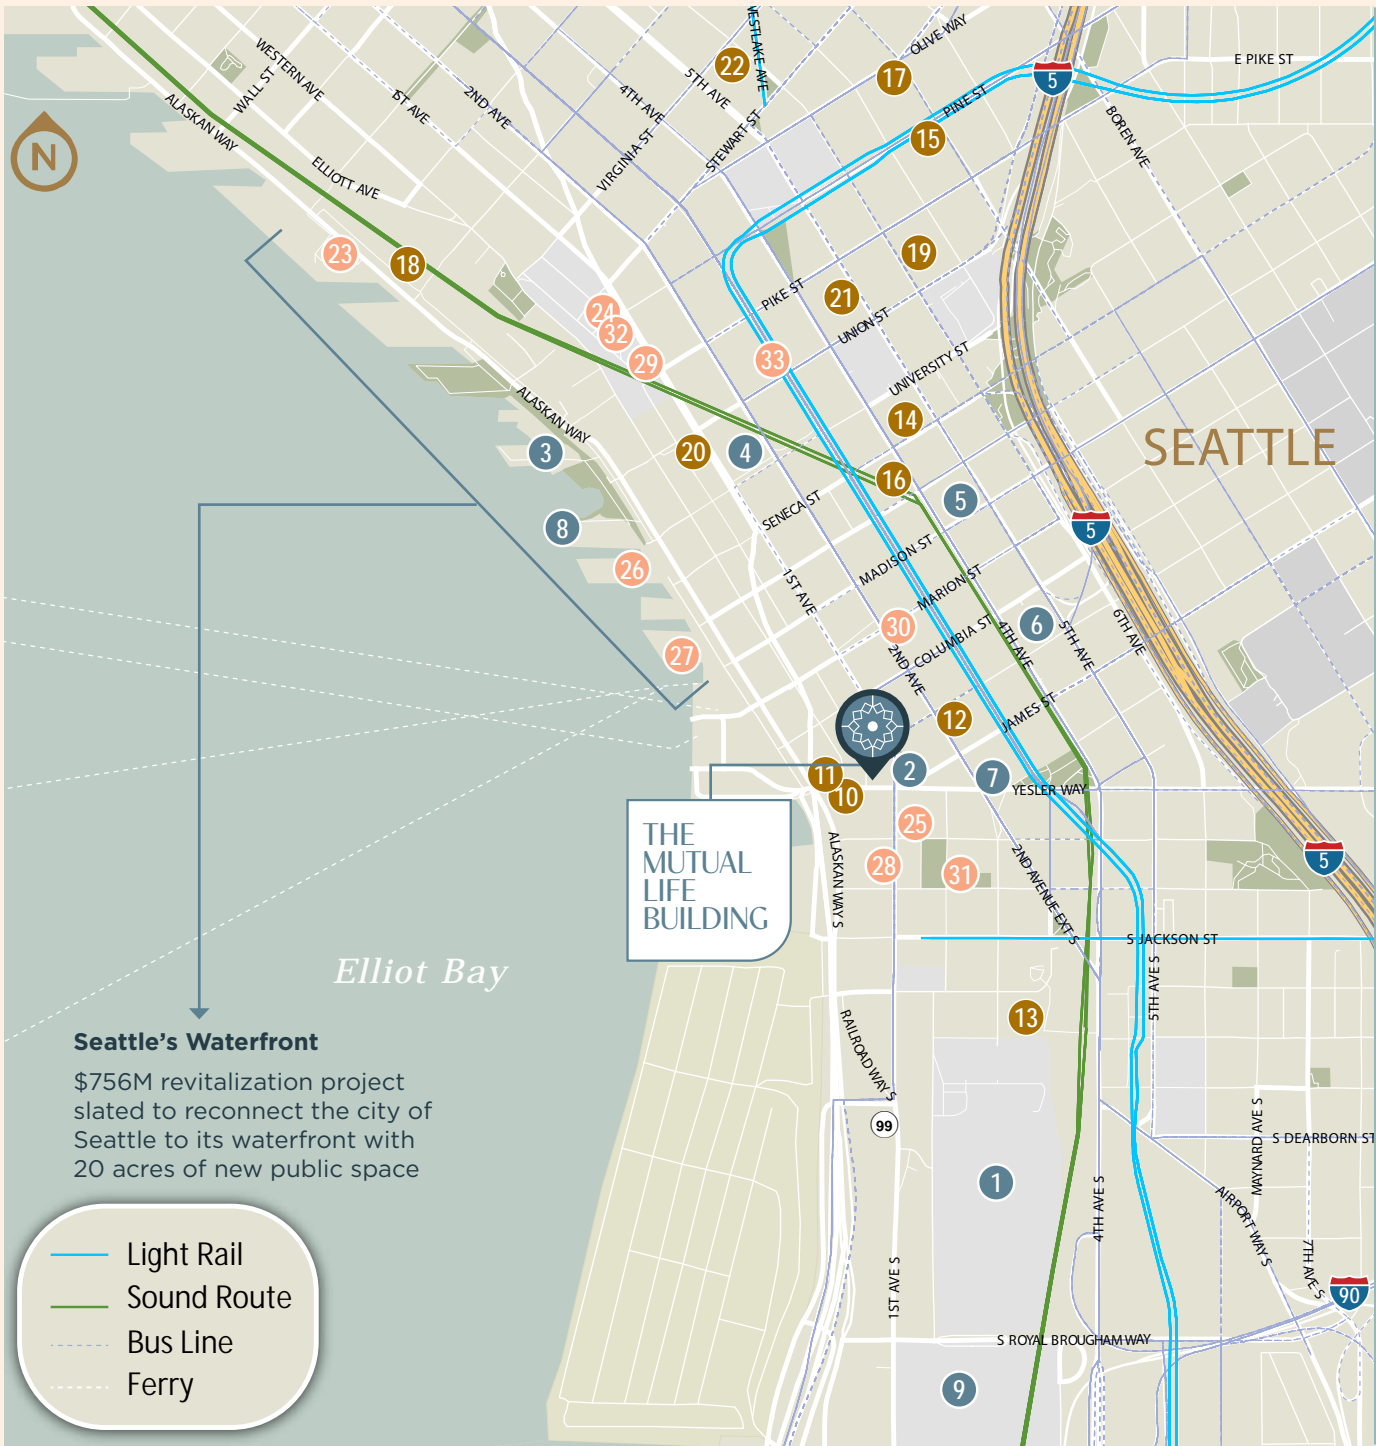 WESTLAKE AVE
OLIVE WAY
E PIKE ST
WESTERN AVE
WALL ST
5TH AVE
22
17
5
ALASKAN WAY
1ST AVE
2ND AVE
4TH AVE
PINE ST
BOREN AVE
N
ELLIOTT AVE
VIRGINIA ST
STEWART ST
15
23
18
19
24
32
29
PIKE ST
21
UNION ST
33
UNIVERSITY ST
ALASKAN WAY
14
SEATTLE
3
20
4
16
5
SENECA ST
5
8
26
MADISON ST
1ST AVE
MARION ST
30
COLUMBIA ST
4TH AVE
6
5TH AVE
6TH AVE
27
2ND AVE
12
JAMES ST
11
10
2
7
YESLER WAY
THE
MUTUAL
LIFE
BUILDING
ALASKAN WAY S
25
28
31
2ND AVENUE EXT S
5
S JACKSON ST
Elliot Bay
5TH AVE S
13
RAILROAD WAY S
Seattle's Waterfront
$756M revitalization project
slated to reconnect the city of
Seattle to its waterfront with
20 acres of new public space
99
1
4TH AVE S
MAYNARD AVE S
S DEARBORN ST
AIRPORT WAY S
7TH AVE S
90
1ST AVE S
S ROYAL BROUGHAM WAY
9
Light Rail
Sound Route
Bus Line
Ferry